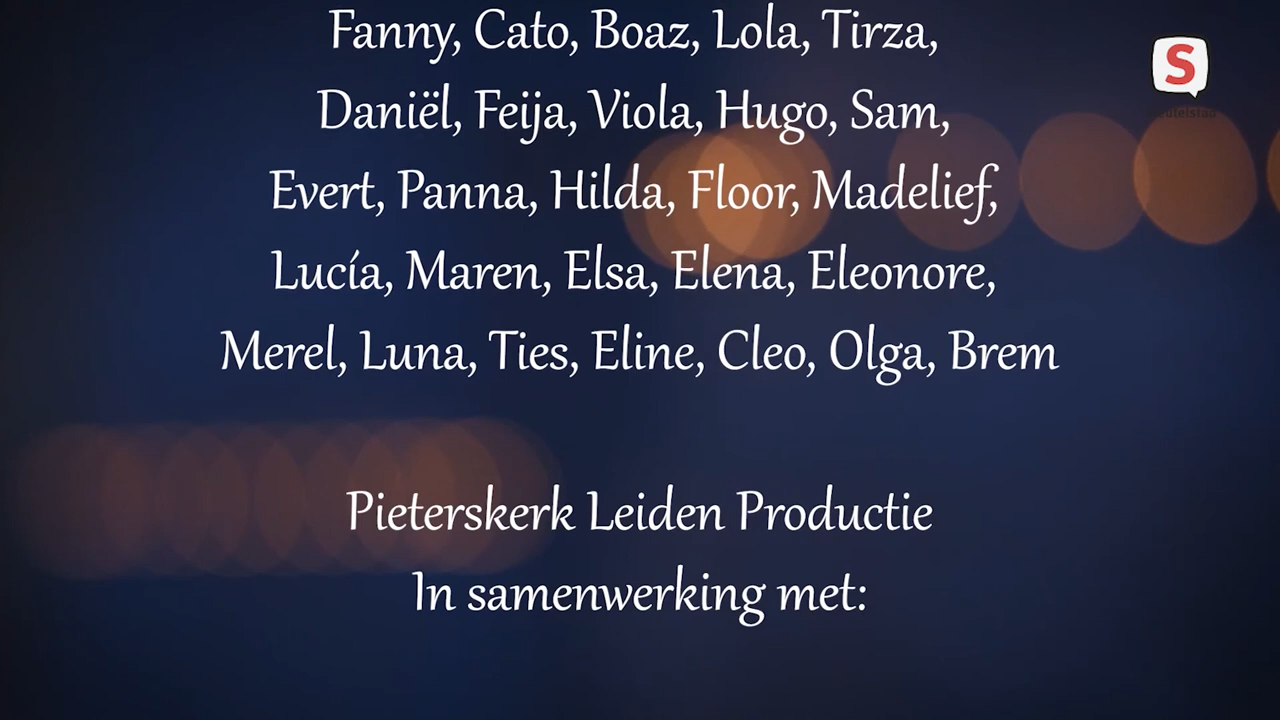 Fanny, Cato, Boaz, Lola, Tirza,
Daniël, Feija, Viola, Hugo, Sam,
Evert, Panna, Hilda, Floor, Madelief,
Lucía, Maren, Elsa, Elena, Eleonore,
Merel, Luna, Ties, Eline, Cleo, Olga, Brem
Pieterskerk Leiden Productie
In samenwerking met:
S